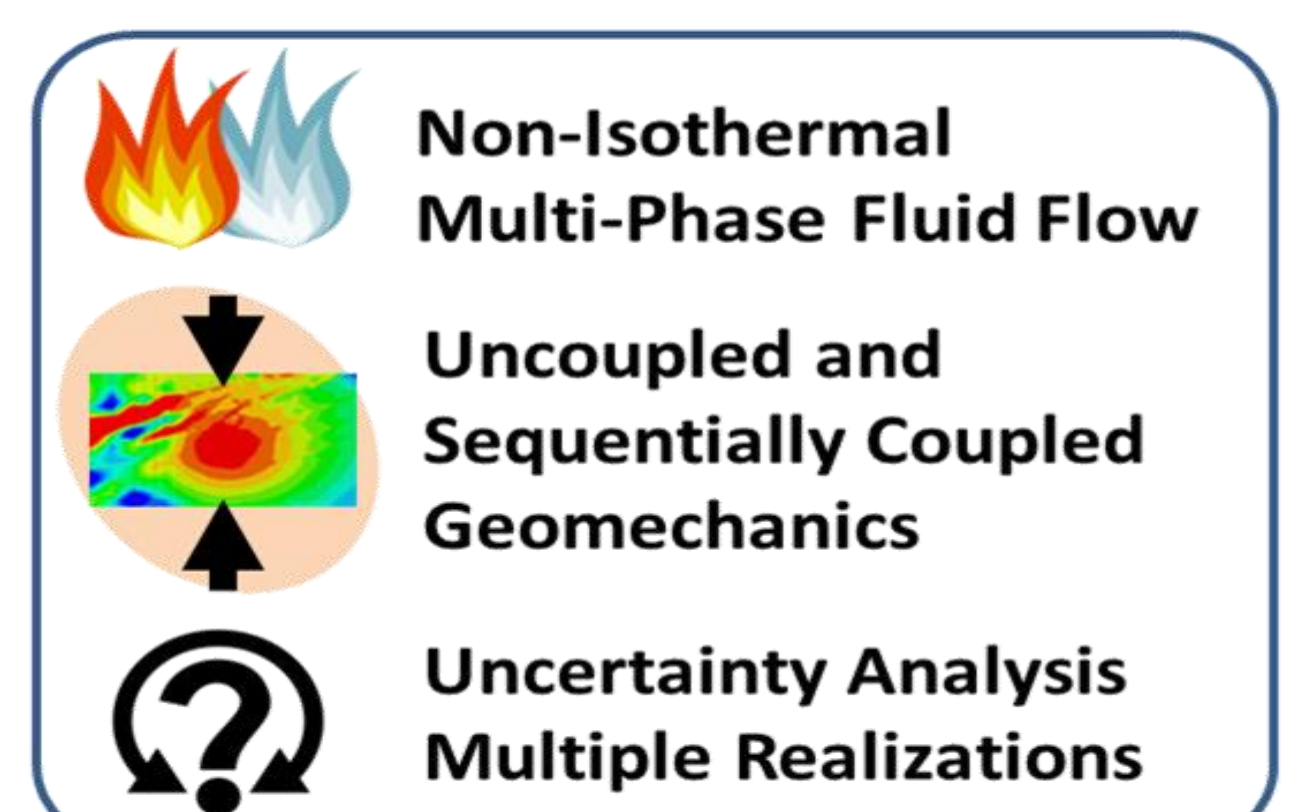 Non-Isothermal
Multi-Phase Fluid Flow
Uncoupled and
Sequentially Coupled
Geomechanics
?
Uncertainty Analysis
Multiple Realizations